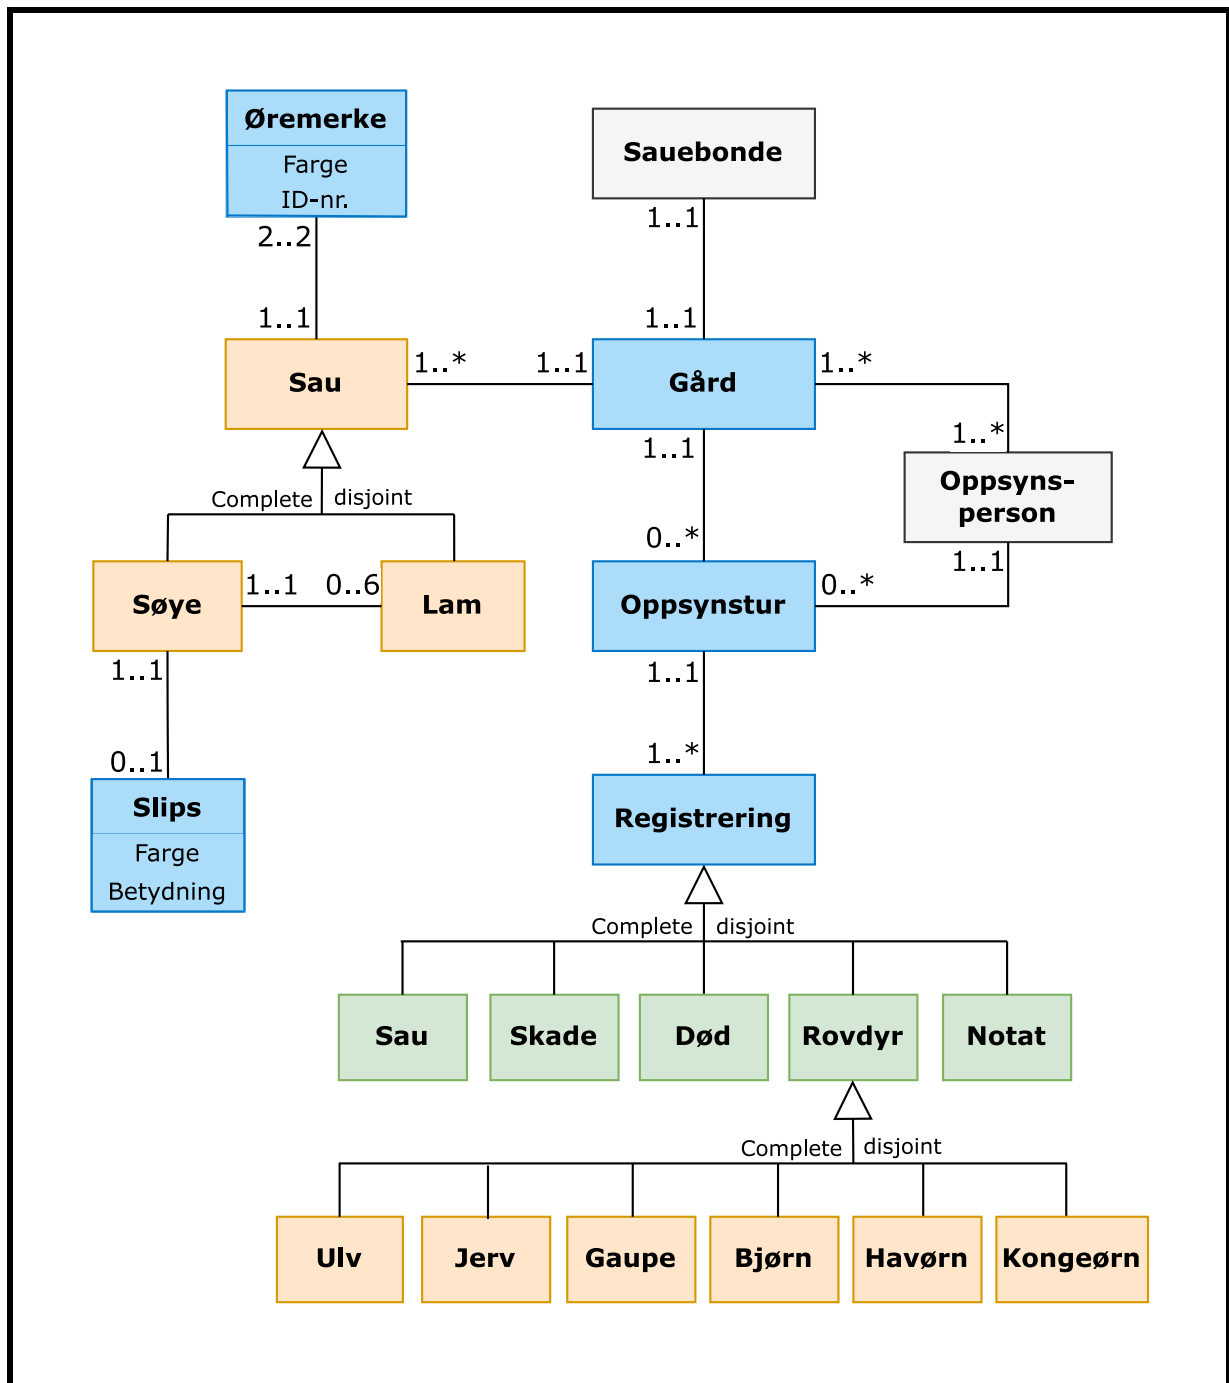 Øremerke
Farge
ID-nr.
2..2
1..1
Sauebonde
1..1
1..1
Sau
1..*
1..1
Gård
1..*
1..*
Oppsyns-
person
1..1
1..1
0..*
Complete disjoint
Søye
1..1
0..6
Lam
Oppsynstur
0..*
1..1
0..1
Slips
Farge
Betydning
1..1
1..*
Registrering
Complete disjoint
Sau
Skade
Død
Rovdyr
Notat
Complete disjoint
Ulv
Jerv
Gaupe
Bjørn
Havørn
Kongeørn